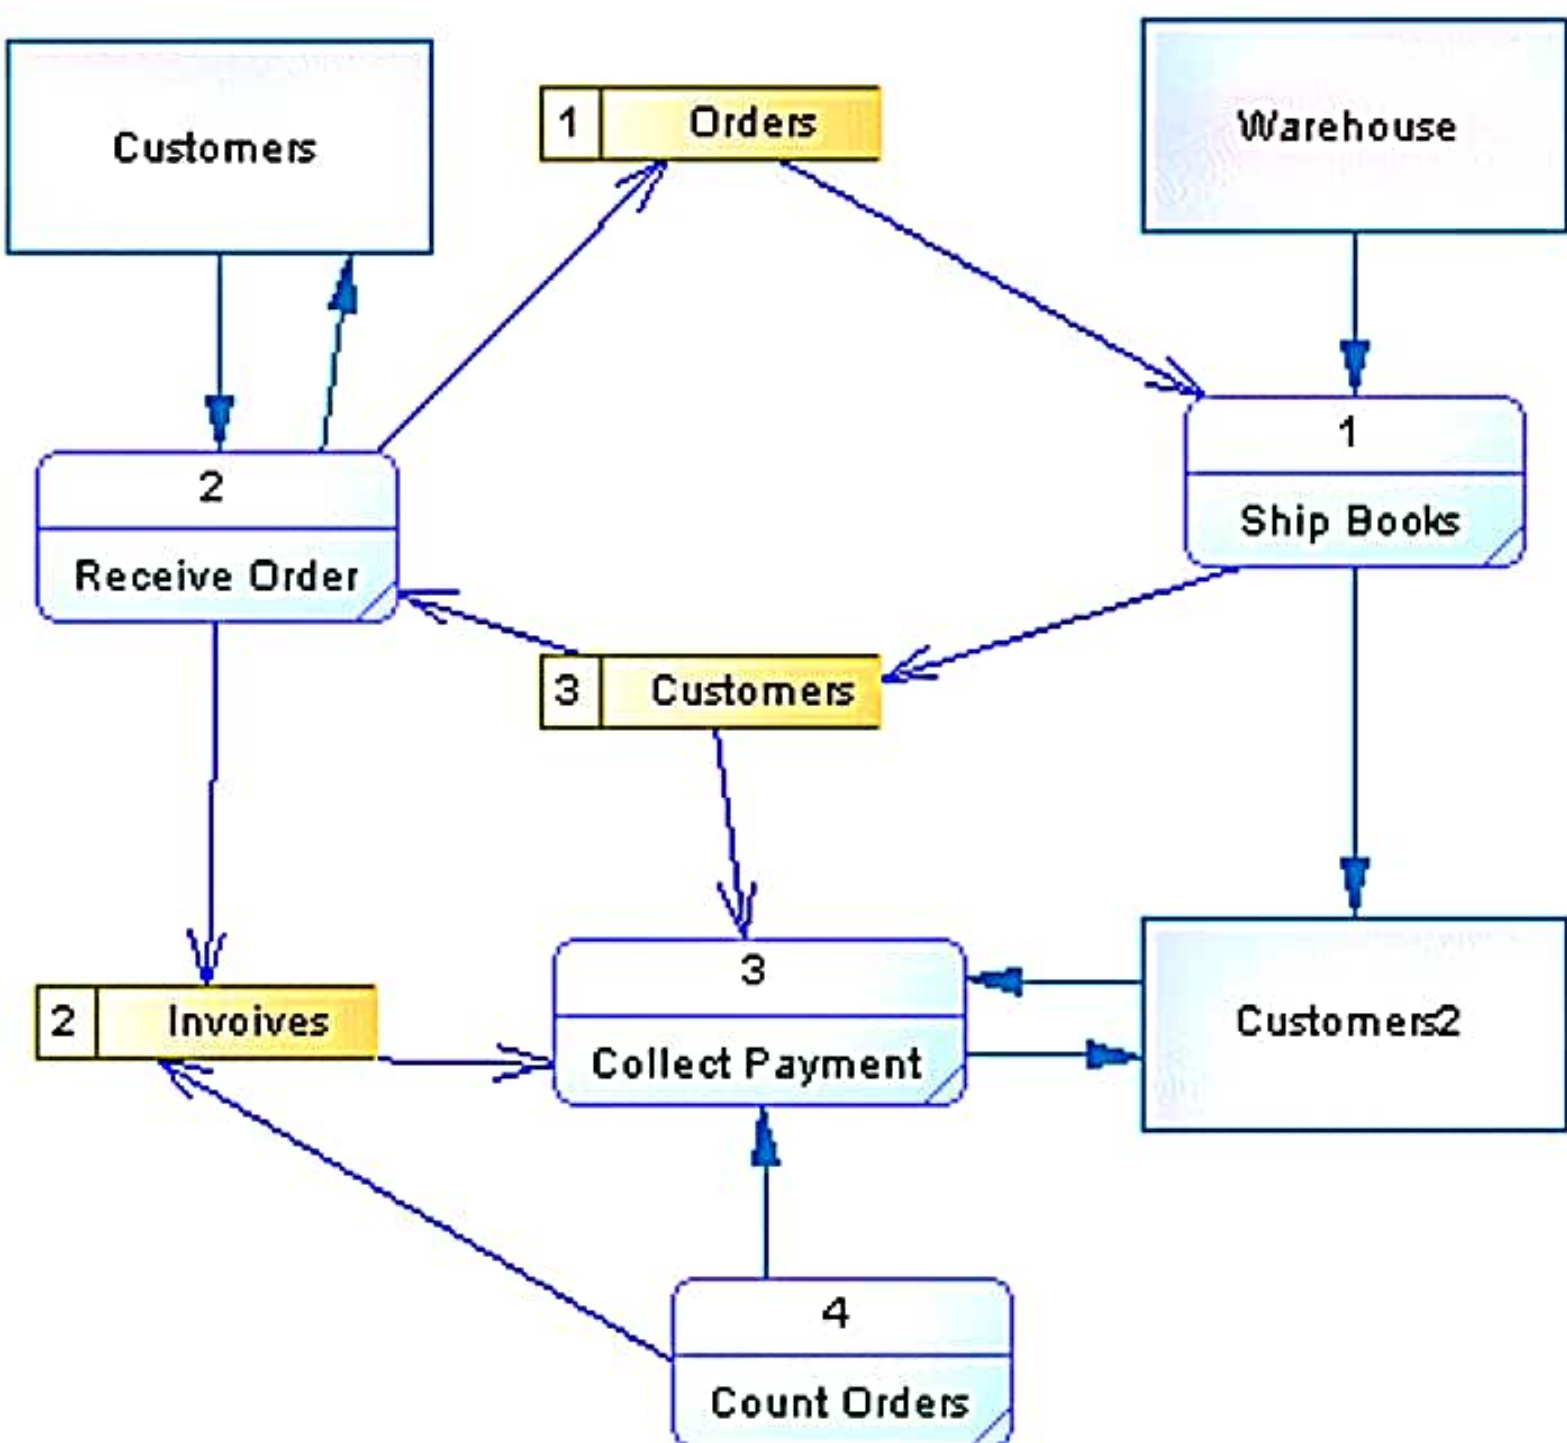 Customers
1 Orders
Warehouse
1
Ship Books
2
Receive Order
3 Customers
2 Invoives
3
Collect Payment
Customers2
4
Count Orders